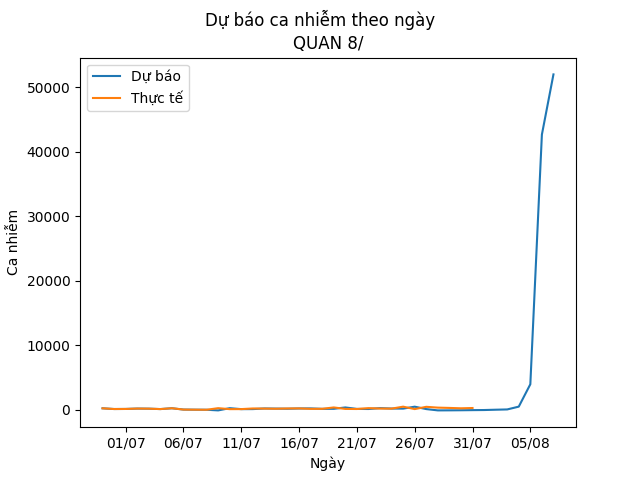 Dự báo ca nhiễm theo ngày
QUAN 8/
Dự báo
Thực tế
Ca nhiễm
50000
40000
30000
20000
10000
0
01/07 06/07 11/07 16/07 21/07 26/07 31/07 05/08
Ngày